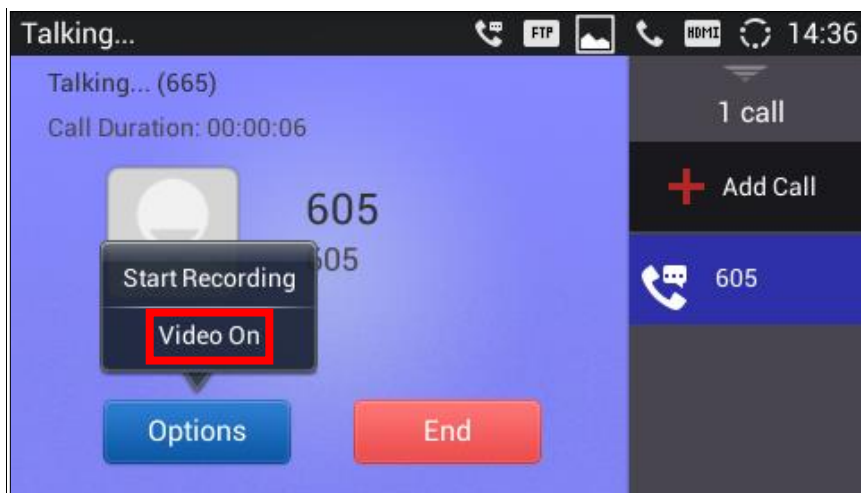 Talking...
FTP
HDMI
14:36
Talking... (665)
Call Duration: 00:00:06
605
605
Start Recording
Video On
Options
End
1 call
Add Call
605